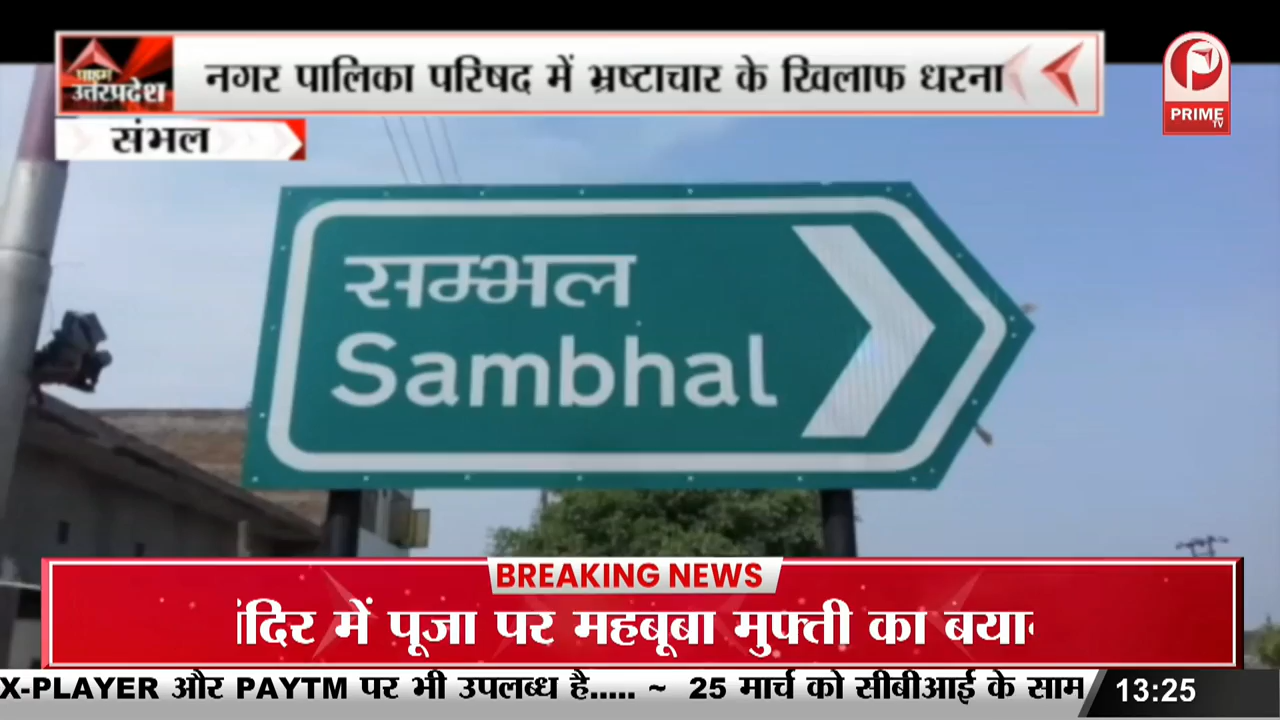 नगर पालिका परिषद में भ्रष्टाचार के खिलाफ धरना
प्राइम
उत्तरप्रदेश
PRIME
TV
संभल
सम्भल
Sambhal
BREAKING NEWS
में पूजा पर महबूबा मुफ्ती का
X-PLAYER और PAYTM पर भी उपलब्ध है..... ~ 25 मार्च को सीबीआई के साम
13:25